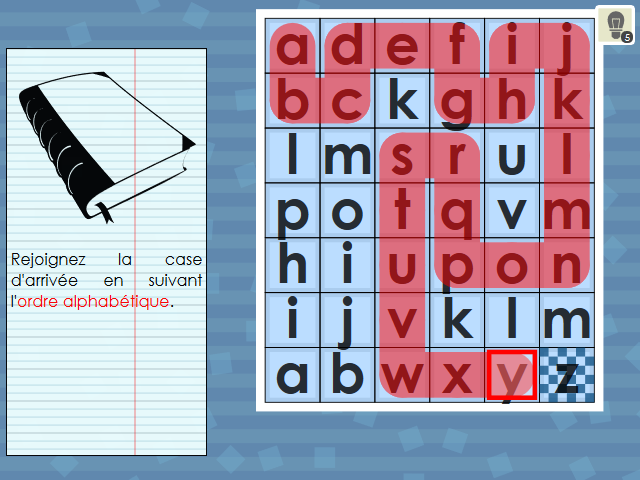 5
a d e f i j
b c k g h k
l m s r u l
p o t q v m
h i u p o n
i j v k l m
a b w x y z
Rejoignez la case
d'arrivée en suivant
l'ordre alphabétique.